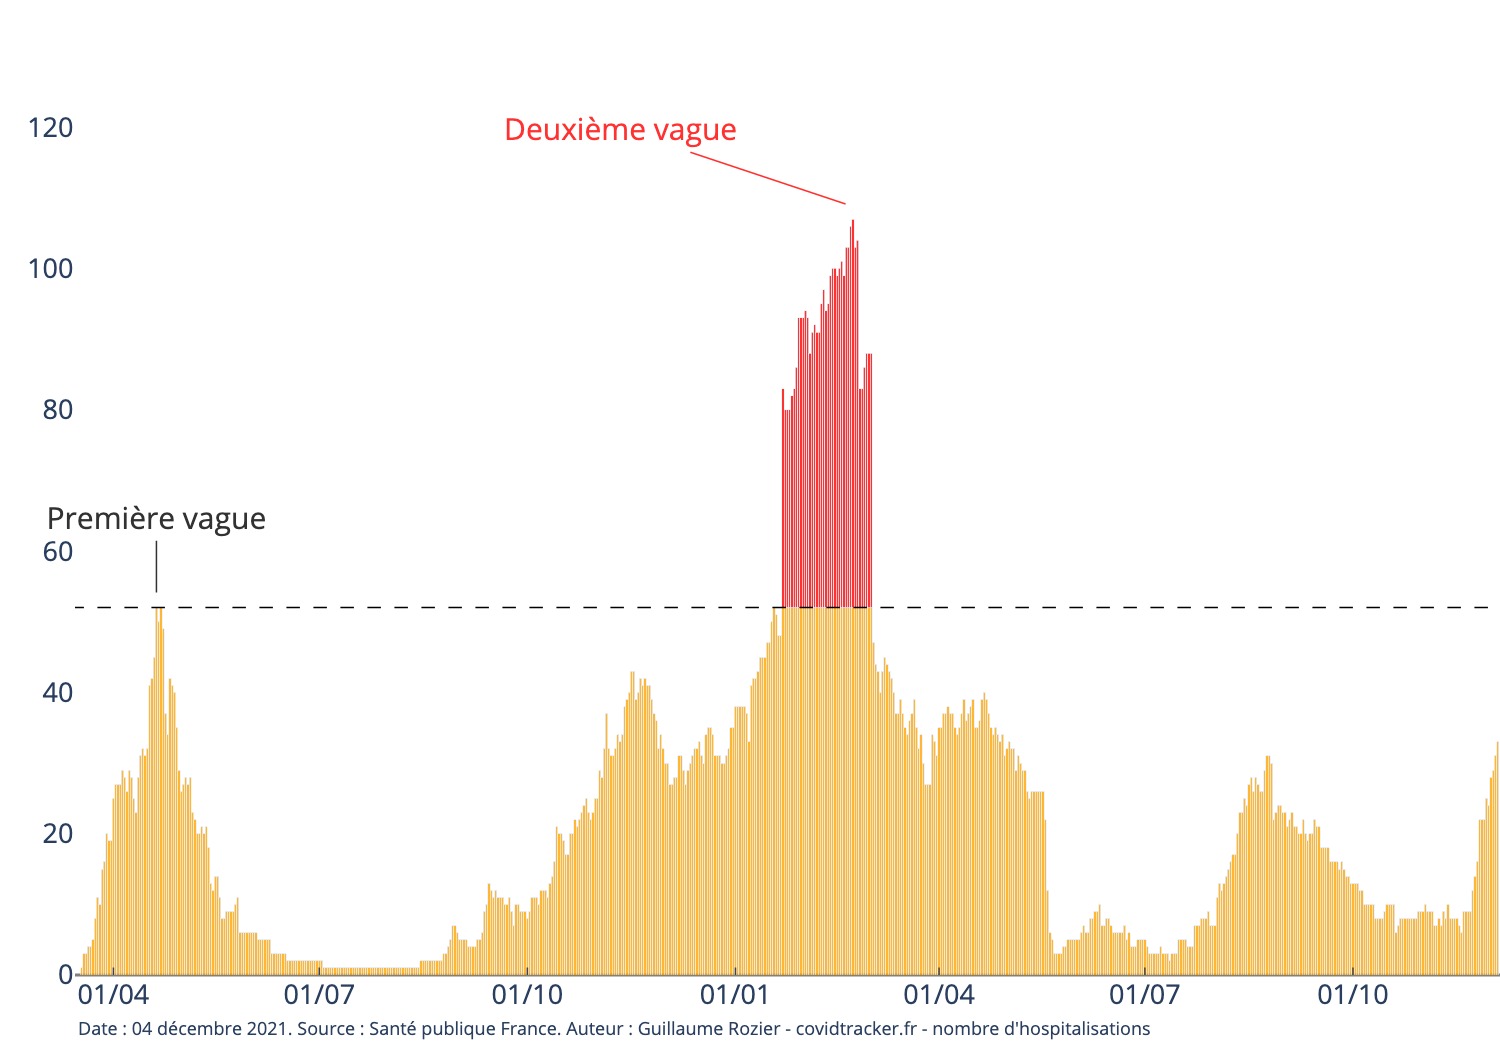 120
Deuxième vague
100
80
Première vague
60
40
20
0
01/04 01/07 01/10 01/01 01/04 01/07 01/10
Date : 04 décembre 2021. Source : Santé publique France. Auteur : Guillaume Rozier - covidtracker.fr - nombre d'hospitalisations